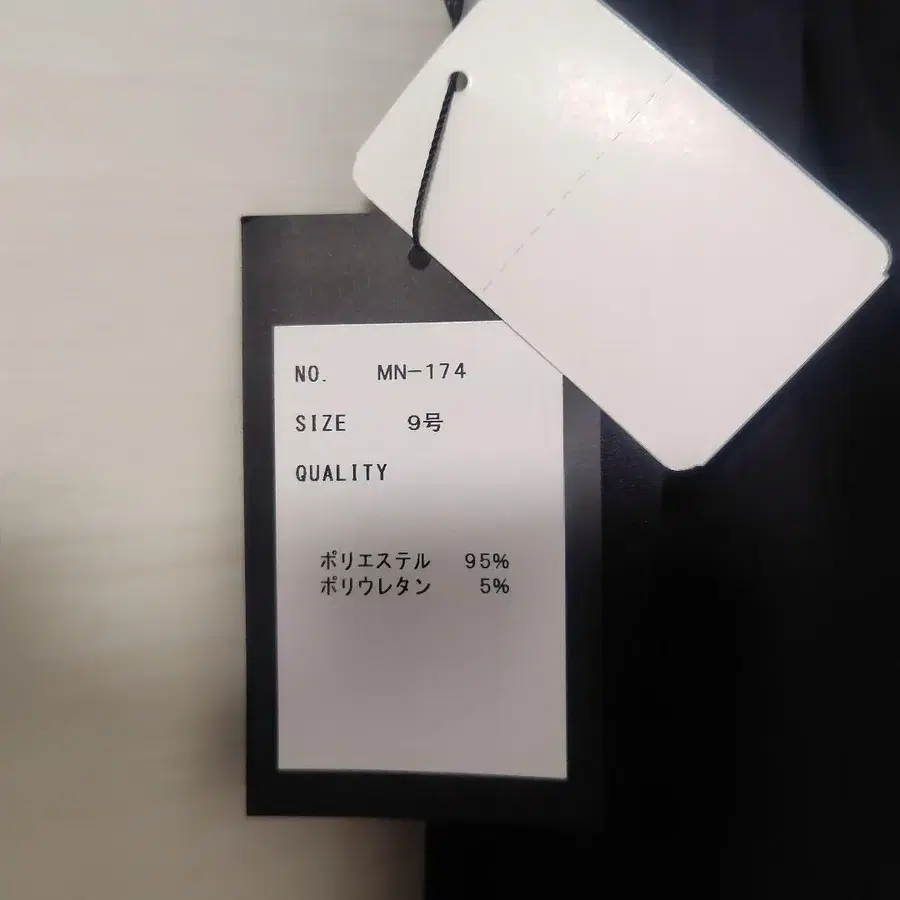 NO. MN-174
SIZE 9号
QUALITY
ポリエステル 95%
ポリウレタン 5%